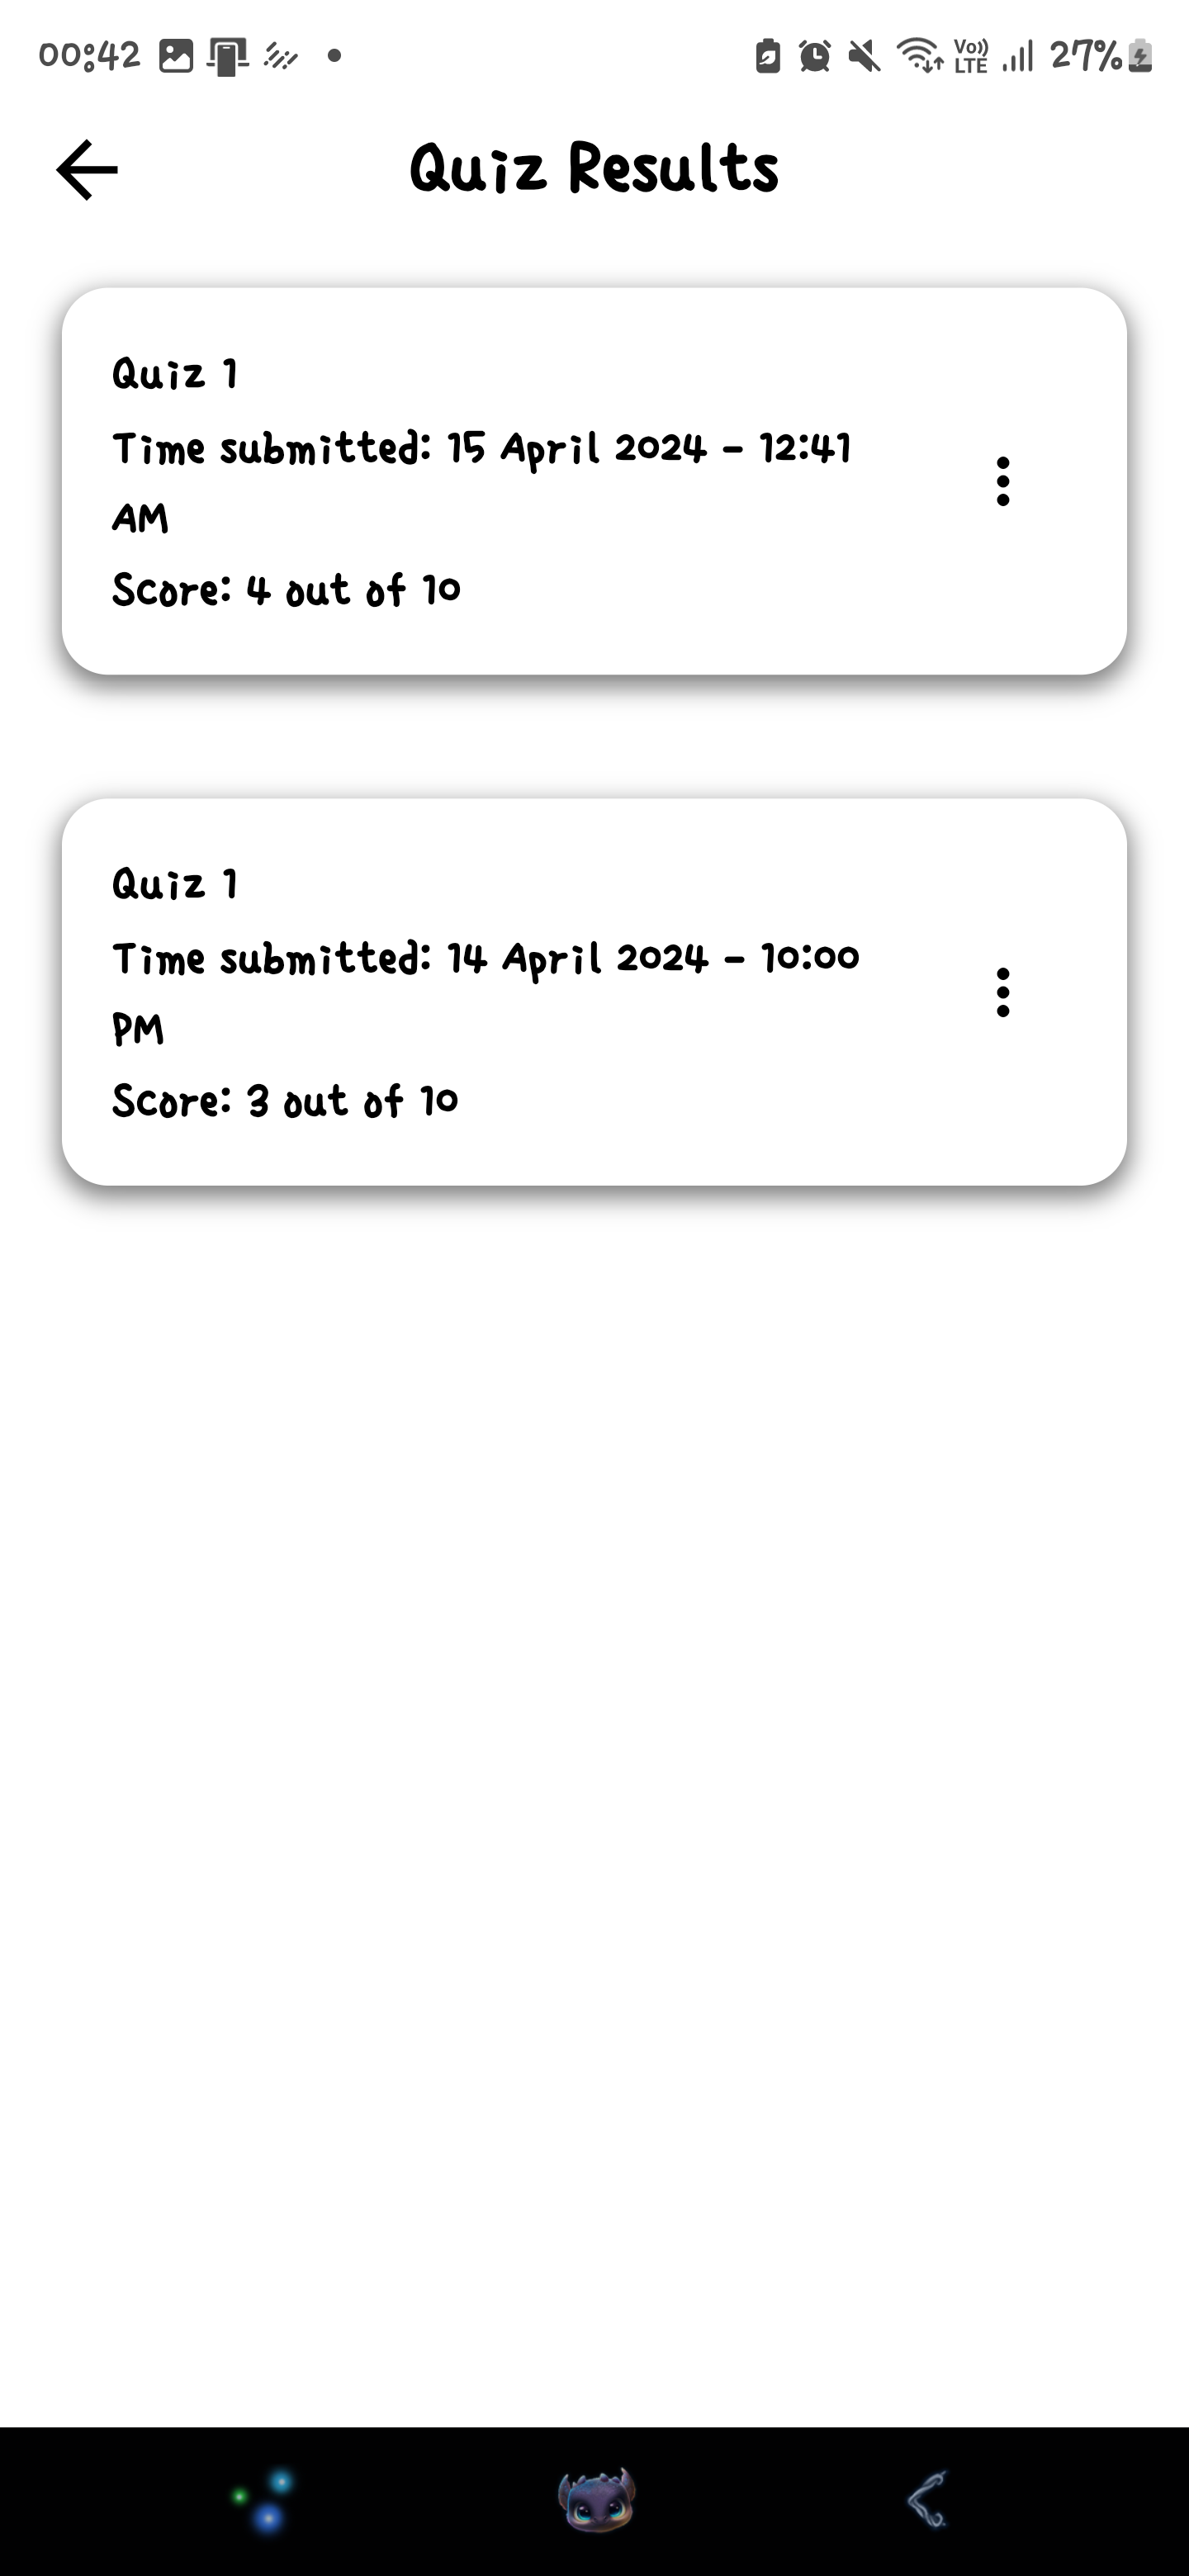 00:42 Vo)) LTE 27%
Quiz Results
Quiz 1
Time submitted: 15 April 2024 - 12:41
AM
Score: 4 out of 10
Quiz 1
Time submitted: 14 April 2024 - 10:00
PM
Score: 3 out of 10